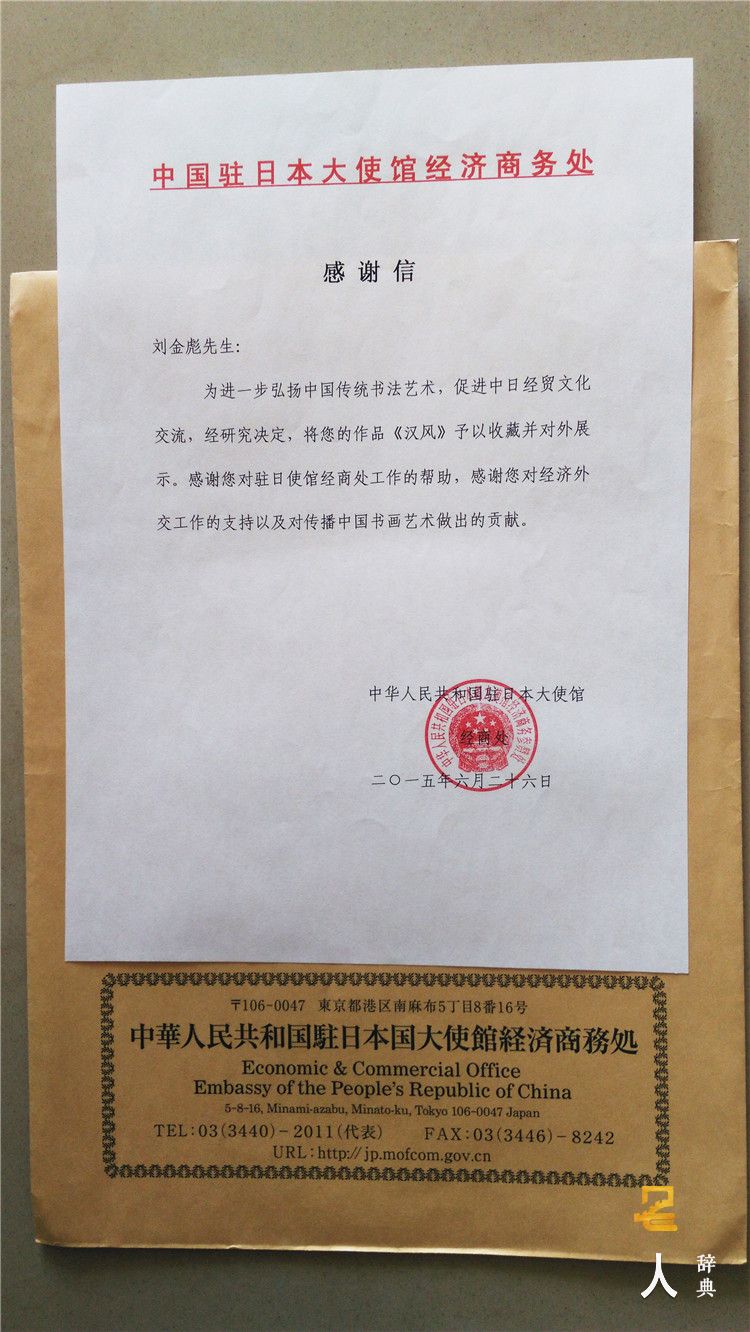 中国驻日本大使馆经济商务处
感谢信
刘金彪先生：
为进一步弘扬中国传统书法艺术，促进中日经贸文化
交流，经研究决定，将您的作品《汉风》予以收藏并对外展
示。感谢您对驻日使馆经商处工作的帮助，感谢您对经济外
交工作的支持以及对传播中国书画艺术做出的贡献。
中华人民共和国驻日本大使馆
经商处
二〇一五年六月二十六日
〒106-0047 東京都港区南麻布5丁目8番16号
中華人民共和国駐日本国大使館経済商務処
Economic & Commercial Office
Embassy of the People's Republic of China
5-8-16, Minami-azabu, Minato-ku, Tokyo 106-0047 Japan
TEL:03(3440)-2011(代表) FAX:03(3446)-8242
URL:http://jp.mofcom.gov.cn
人 辞典